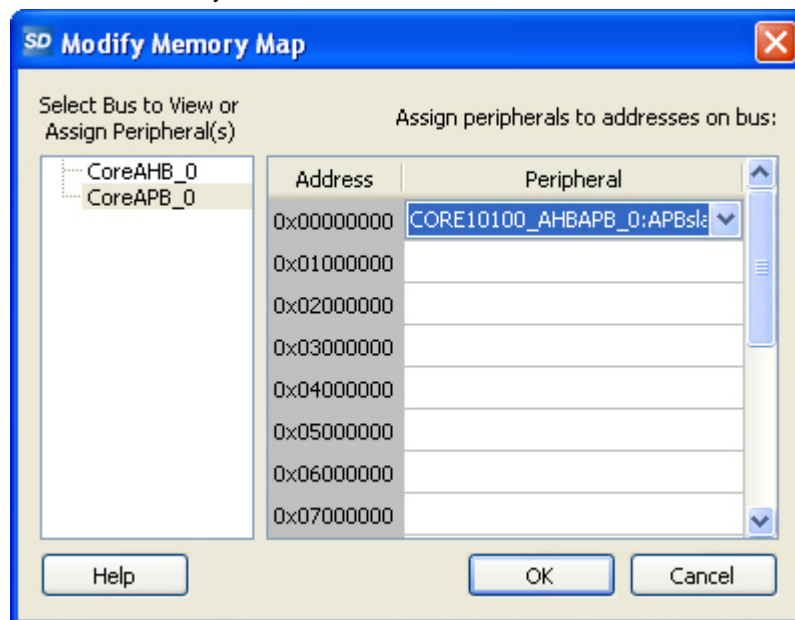 SD Modify Memory Map
Select Bus to View or
Assign Peripheral(s)
Assign peripherals to addresses on bus:
CoreAHB_0
CoreAPB_0
Address Peripheral
0x00000000 CORE10100_AHBAPB_0:APBsla
0x01000000
0x02000000
0x03000000
0x04000000
0x05000000
0x06000000
0x07000000
Help OK Cancel